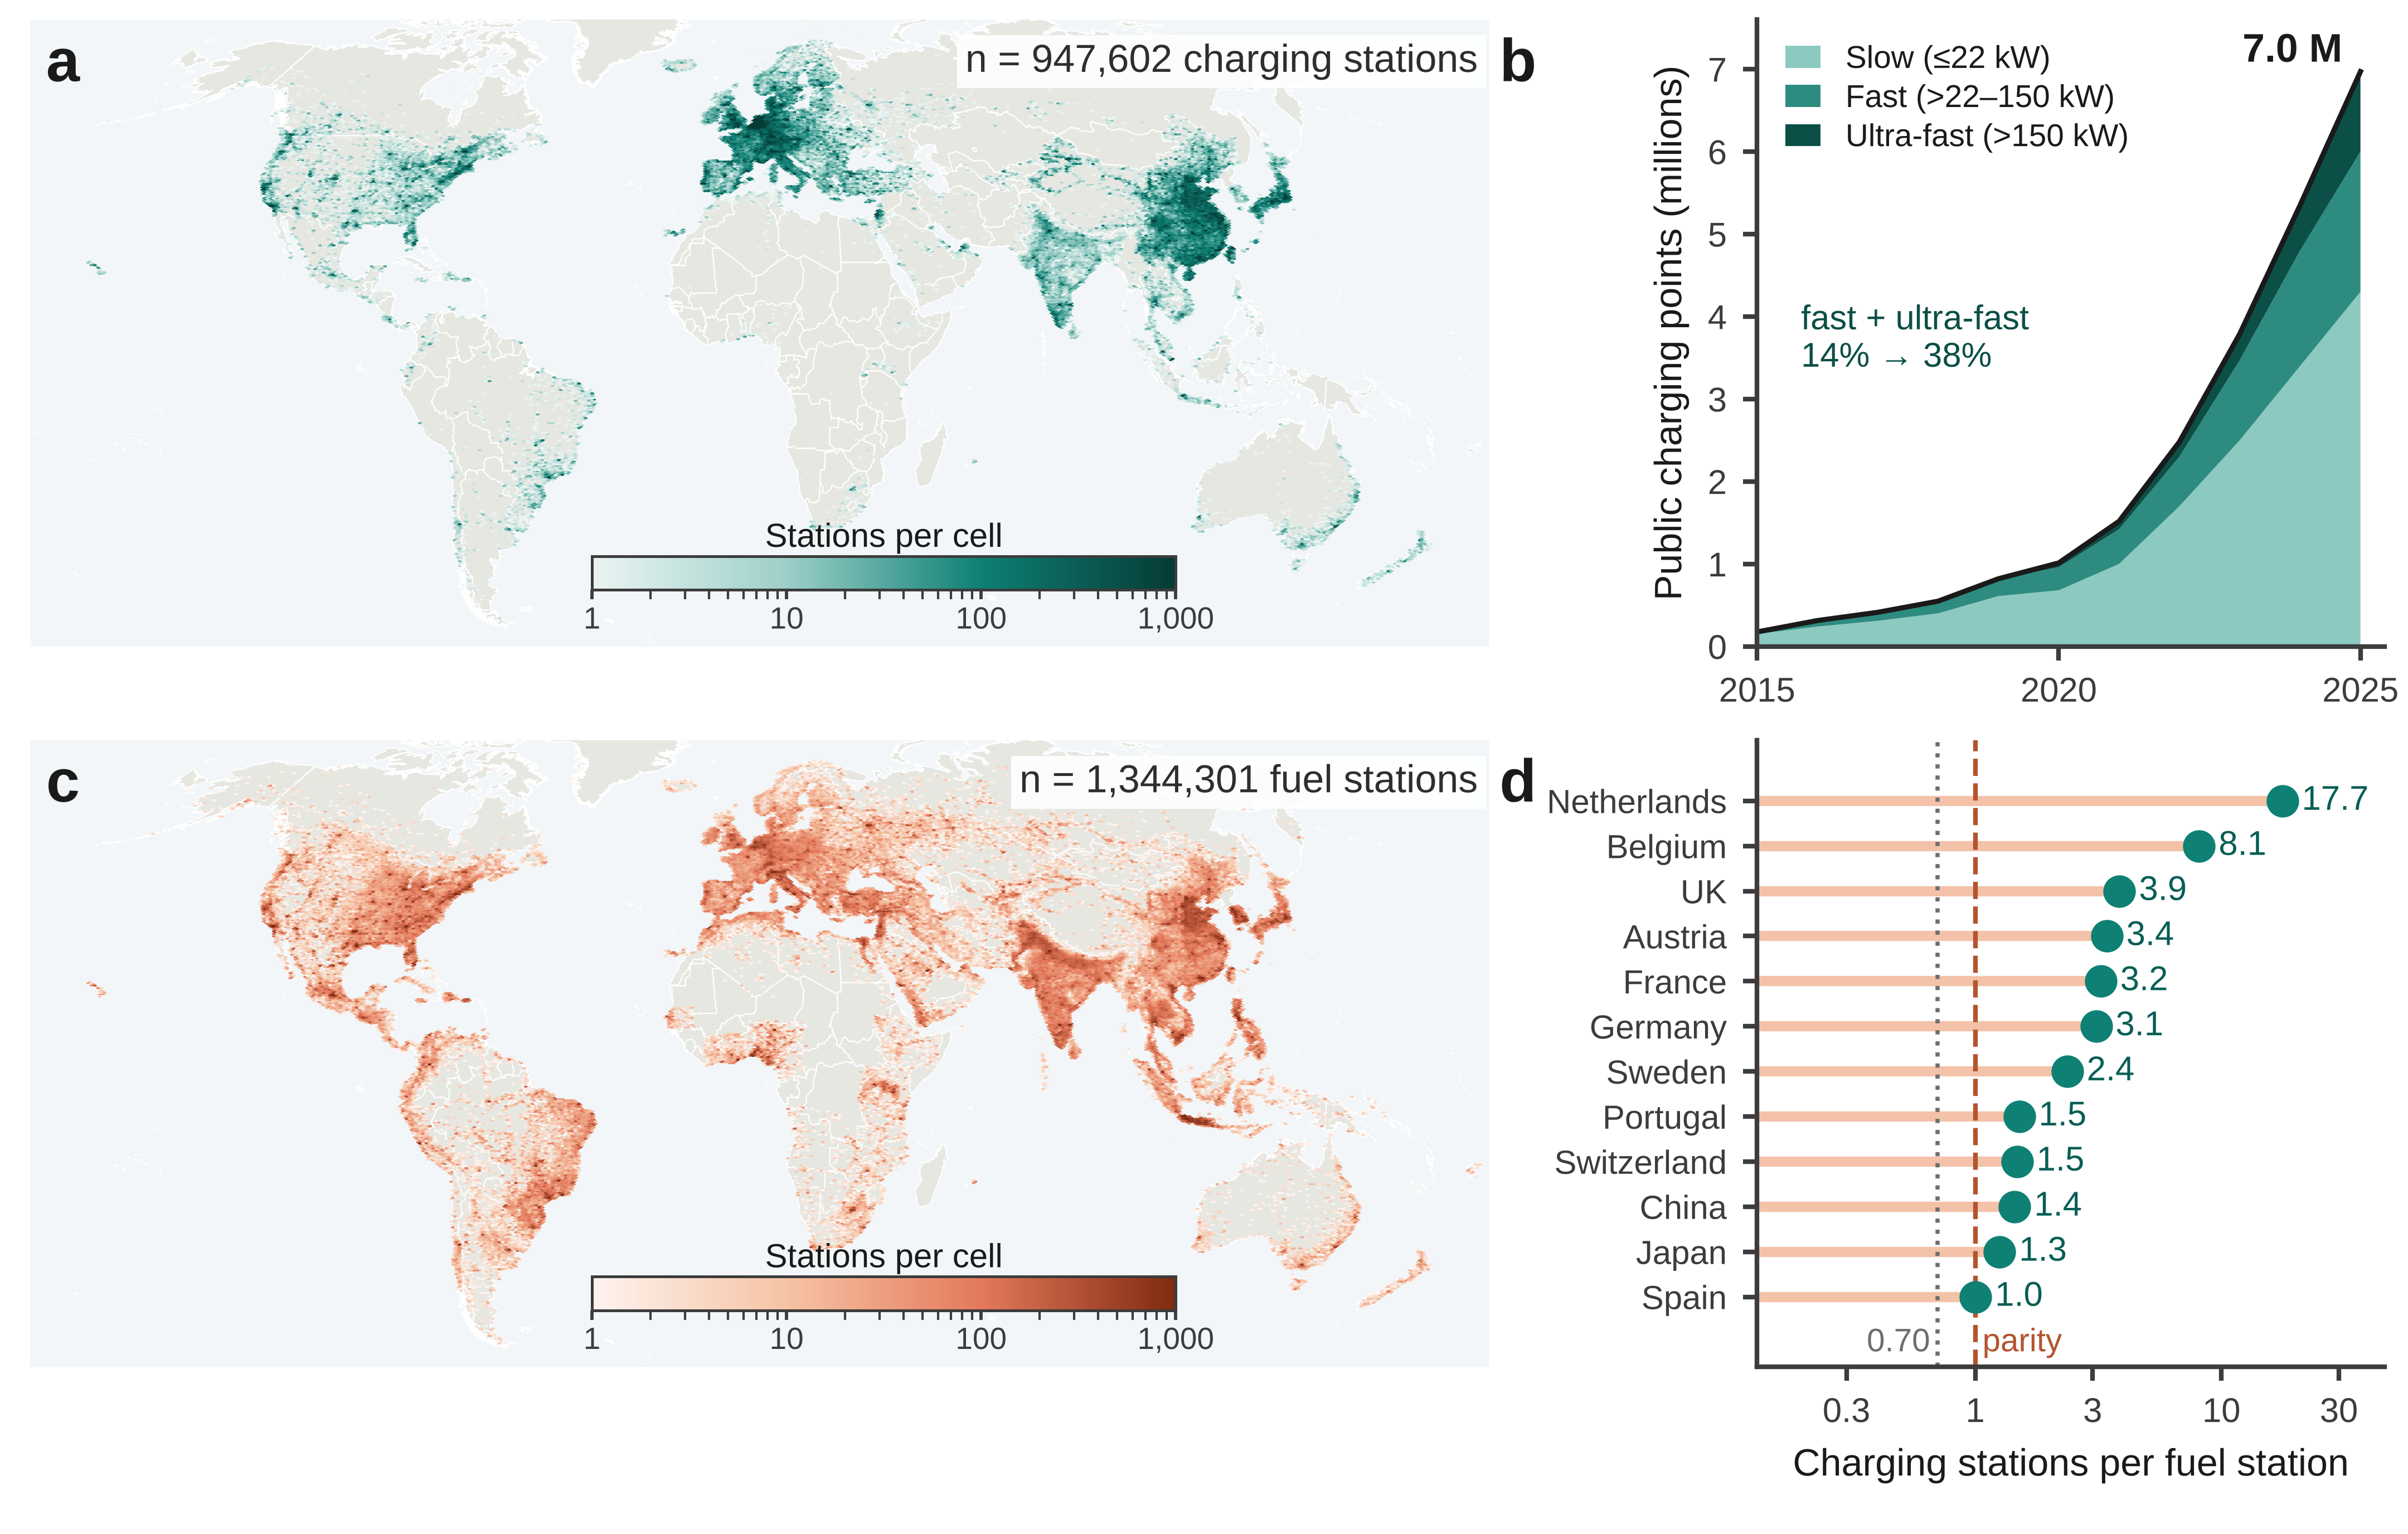 a
n = 947,602 charging stations
Stations per cell
1 10 100 1,000
b
7.0 M
Slow (≤22 kW)
Fast (>22–150 kW)
Ultra-fast (>150 kW)
fast + ultra-fast
14% → 38%
Public charging points (millions)
7
6
5
4
3
2
1
0
2015 2020 2025
c
n = 1,344,301 fuel stations
Stations per cell
1 10 100 1,000
d
Netherlands 17.7
Belgium 8.1
UK 3.9
Austria 3.4
France 3.2
Germany 3.1
Sweden 2.4
Portugal 1.5
Switzerland 1.5
China 1.4
Japan 1.3
Spain 1.0
0.70 parity
0.3 1 3 10 30
Charging stations per fuel station